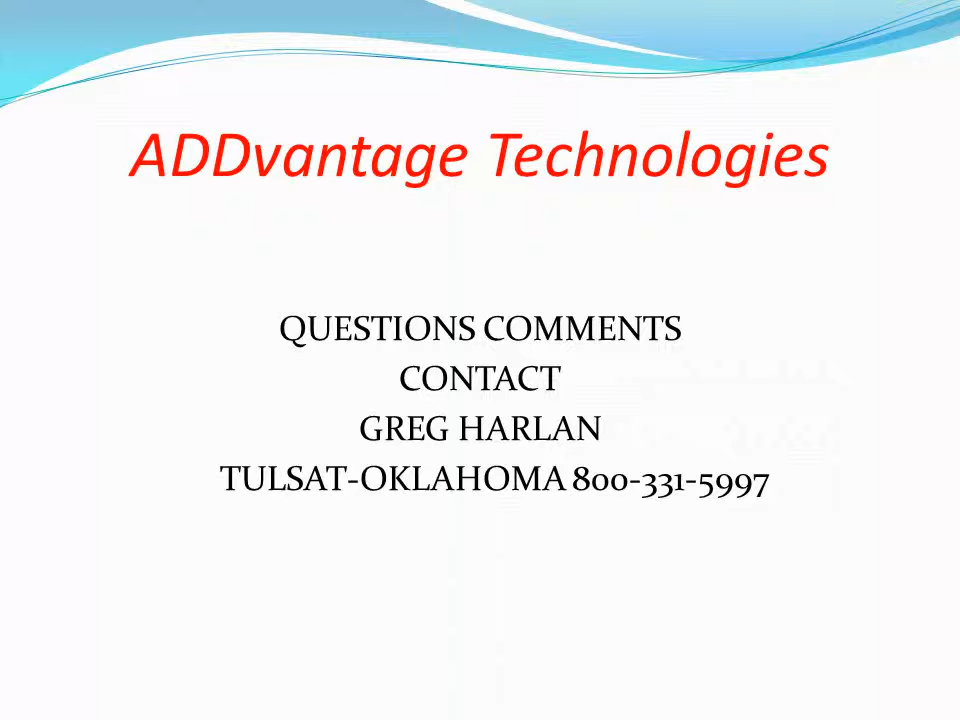 ADDvantage Technologies
QUESTIONS COMMENTS
CONTACT
GREG HARLAN
TULSAT-OKLAHOMA 800-331-5997